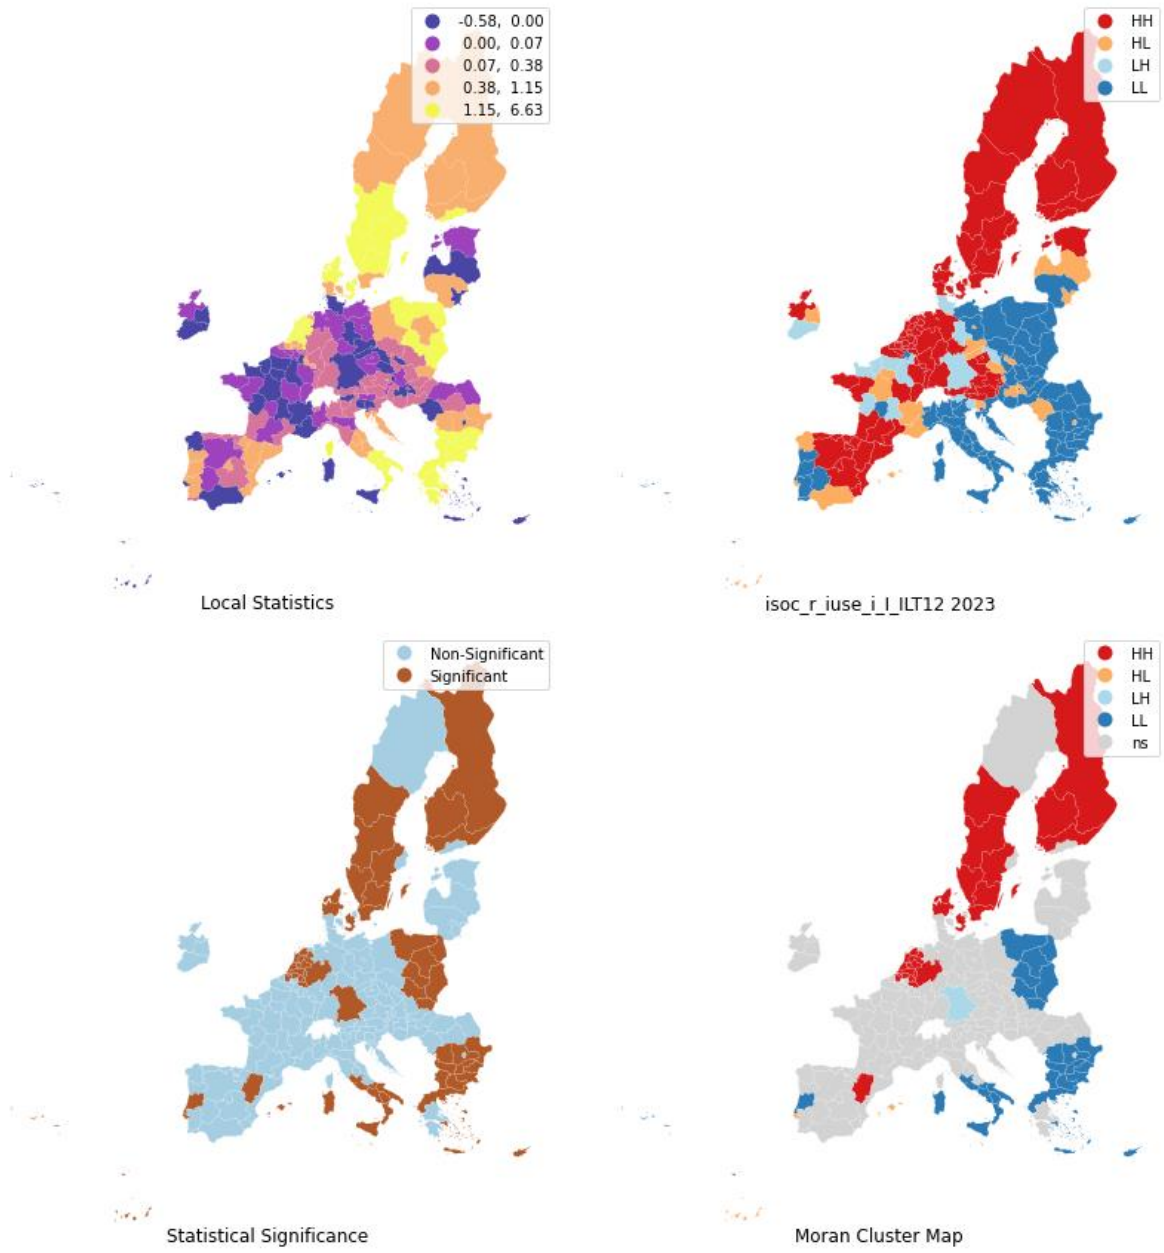 -0.58, 0.00
0.00, 0.07
0.07, 0.38
0.38, 1.15
1.15, 6.63
Local Statistics
HH
HL
LH
LL
isoc_r_iuse_i_I_ILT12 2023
Non-Significant
Significant
Statistical Significance
HH
HL
LH
LL
ns
Moran Cluster Map